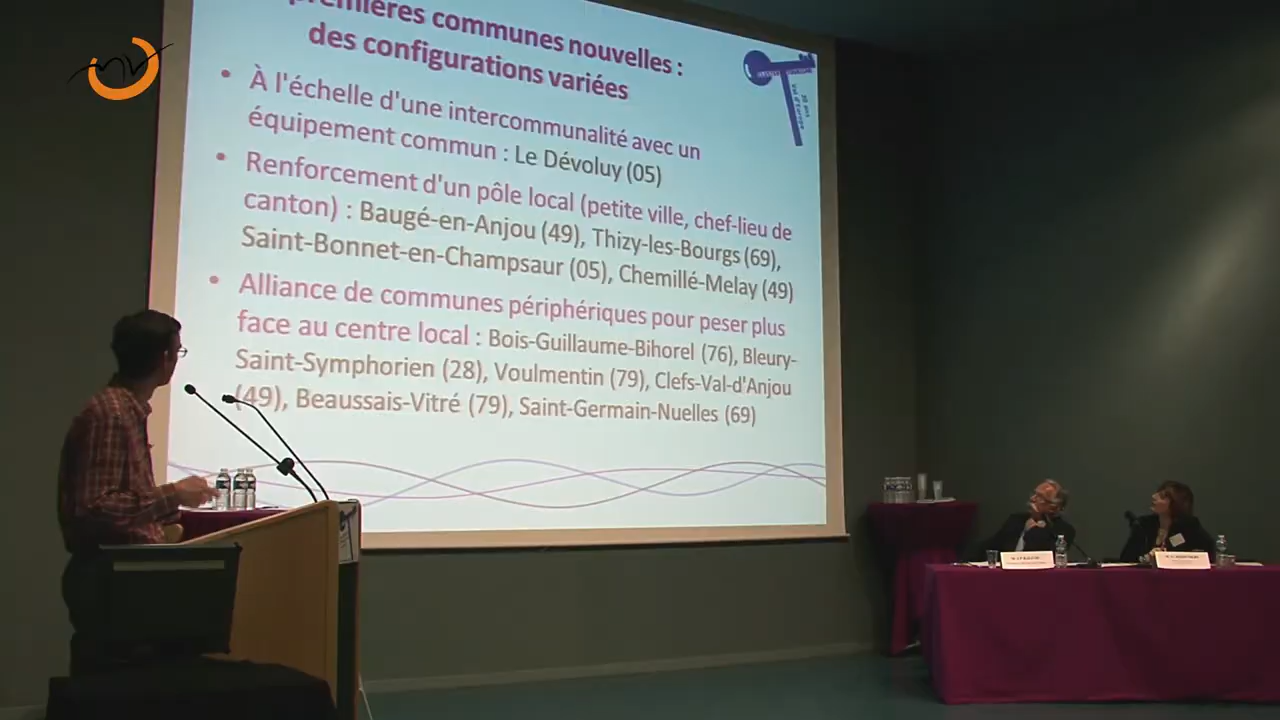 premières communes nouvelles :
des configurations variées
• À l'échelle d'une intercommunalité avec un
équipement commun : Le Dévoluy (05)
• Renforcement d'un pôle local (petite ville, chef-lieu de
canton) : Baugé-en-Anjou (49), Thizy-les-Bourgs (69),
Saint-Bonnet-en-Champsaur (05), Chemillé-Melay (49)
• Alliance de communes périphériques pour peser plus
face au centre local : Bois-Guillaume-Bihorel (76), Bleury-
Saint-Symphorien (28), Voulmentin (79), Clefs-Val-d'Anjou
(49), Beaussais-Vitré (79), Saint-Germain-Nuelles (69)